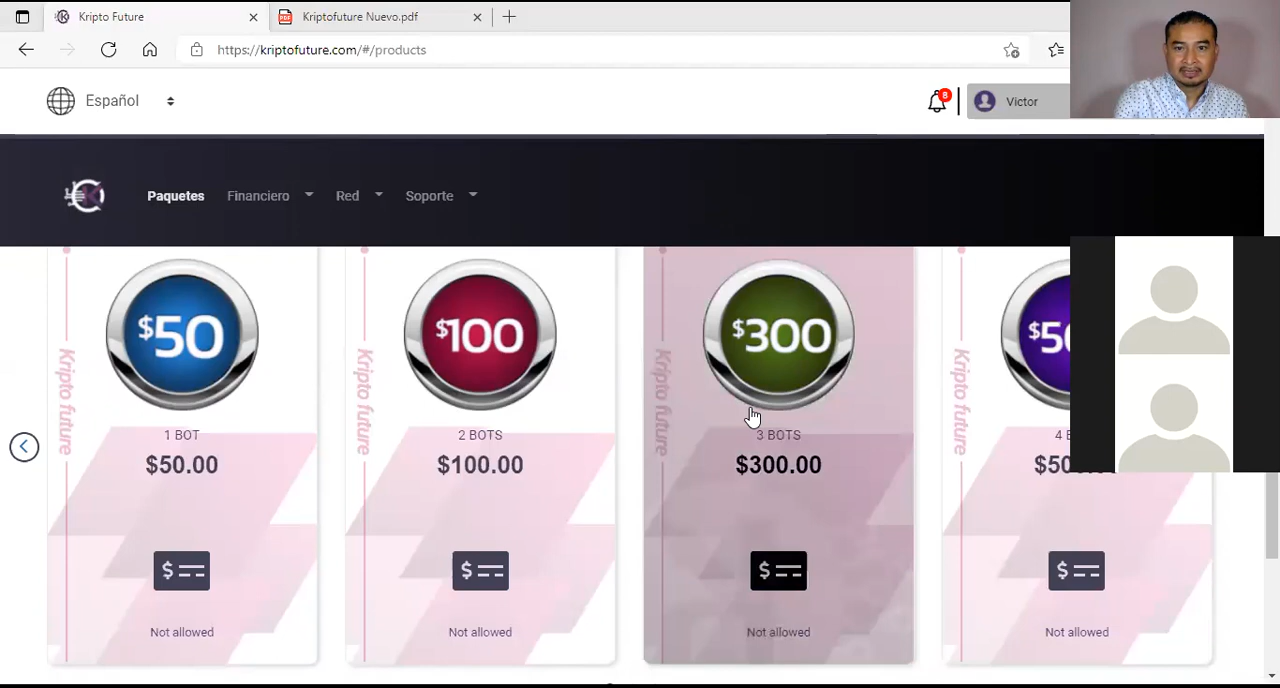 Kripto Future
Kriptofuture Nuevo.pdf
https://kriptofuture.com/#/products
Español
8
Victor
Paquetes
Financiero
Red
Soporte
Kripto future
$50
1 BOT
$50.00
$
Not allowed
Kripto future
$100
2 BOTS
$100.00
$
Not allowed
Kripto future
$300
3 BOTS
$300.00
$
Not allowed
Kripto future
$
Not allowed